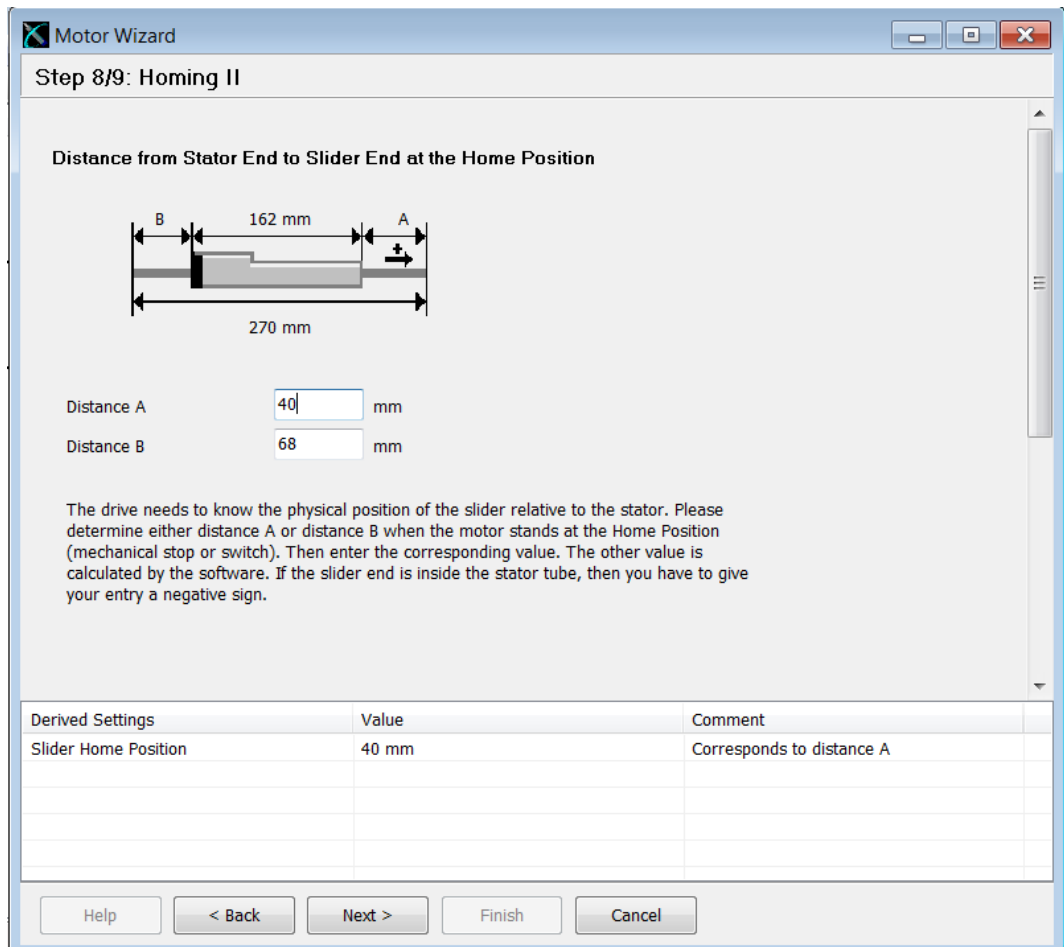 Motor Wizard
Step 8/9: Homing II
Distance from Stator End to Slider End at the Home Position
B 162 mm A
+
270 mm
Distance A 40 mm
Distance B 68 mm
The drive needs to know the physical position of the slider relative to the stator. Please
determine either distance A or distance B when the motor stands at the Home Position
(mechanical stop or switch). Then enter the corresponding value. The other value is
calculated by the software. If the slider end is inside the stator tube, then you have to give
your entry a negative sign.
Derived Settings Value Comment
Slider Home Position 40 mm Corresponds to distance A
Help < Back Next > Finish Cancel